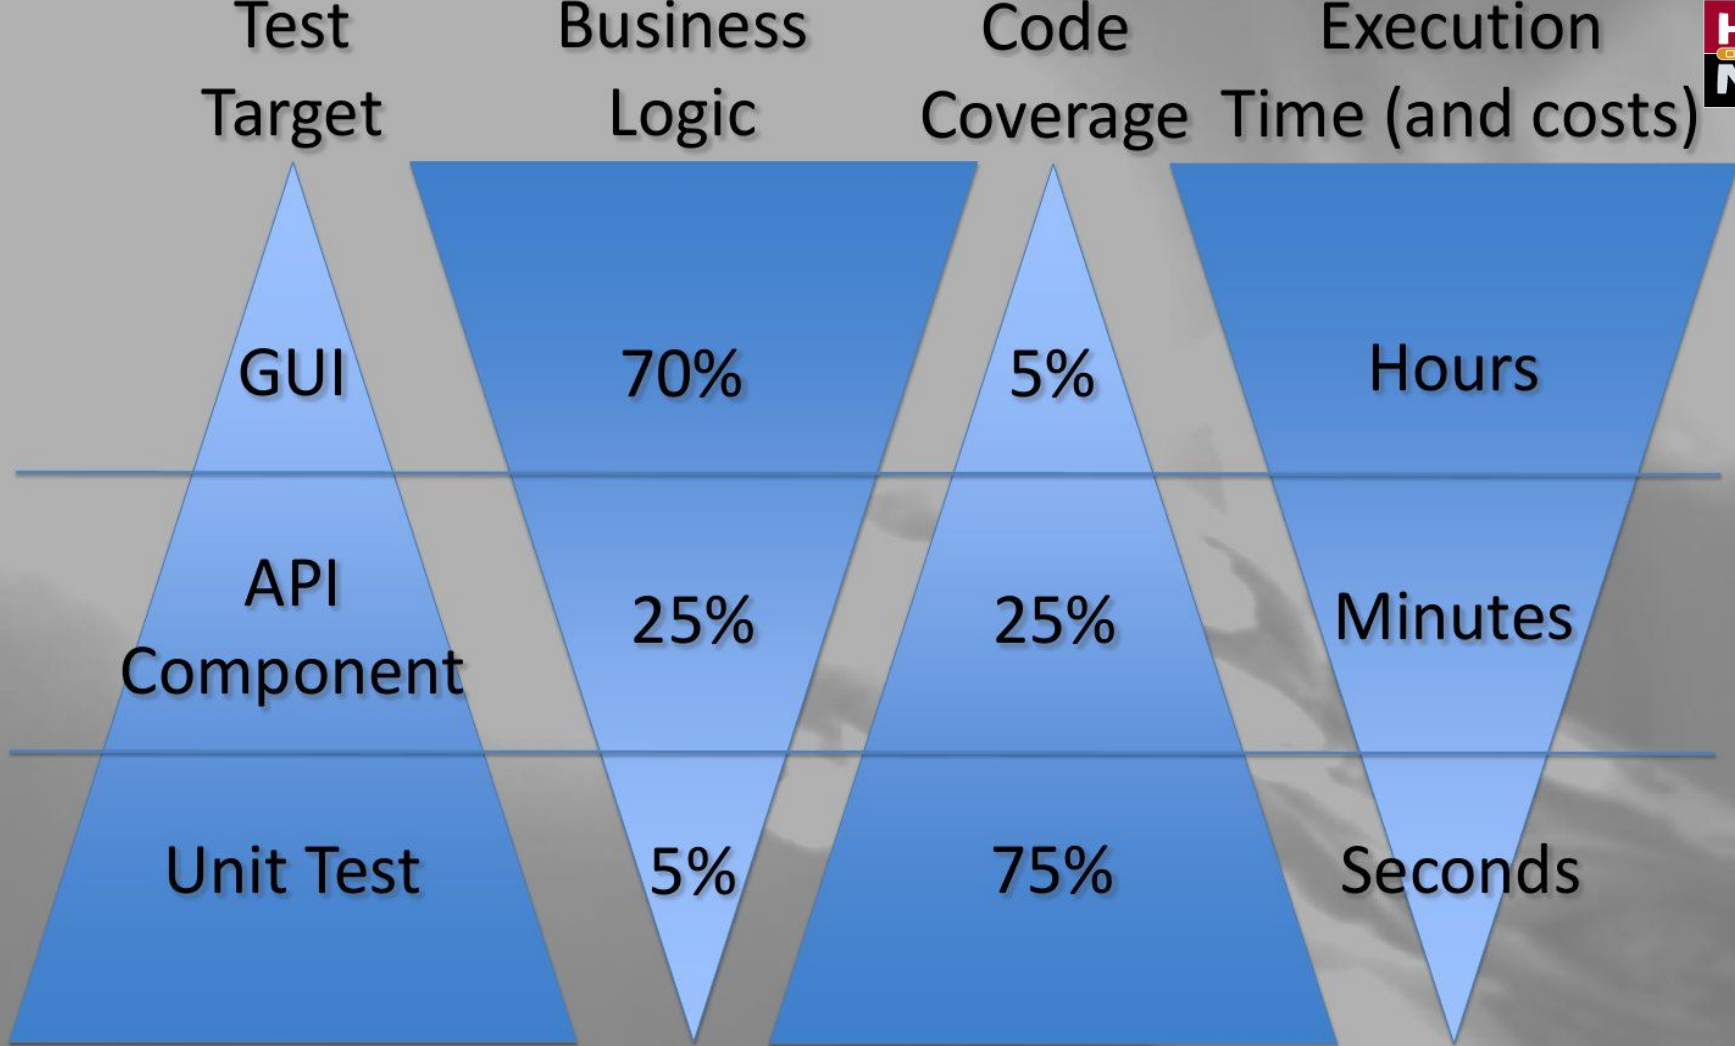 Test Target
Business Logic
Code Coverage
Execution Time (and costs)
GUI
70%
5%
Hours
API Component
25%
25%
Minutes
Unit Test
5%
75%
Seconds